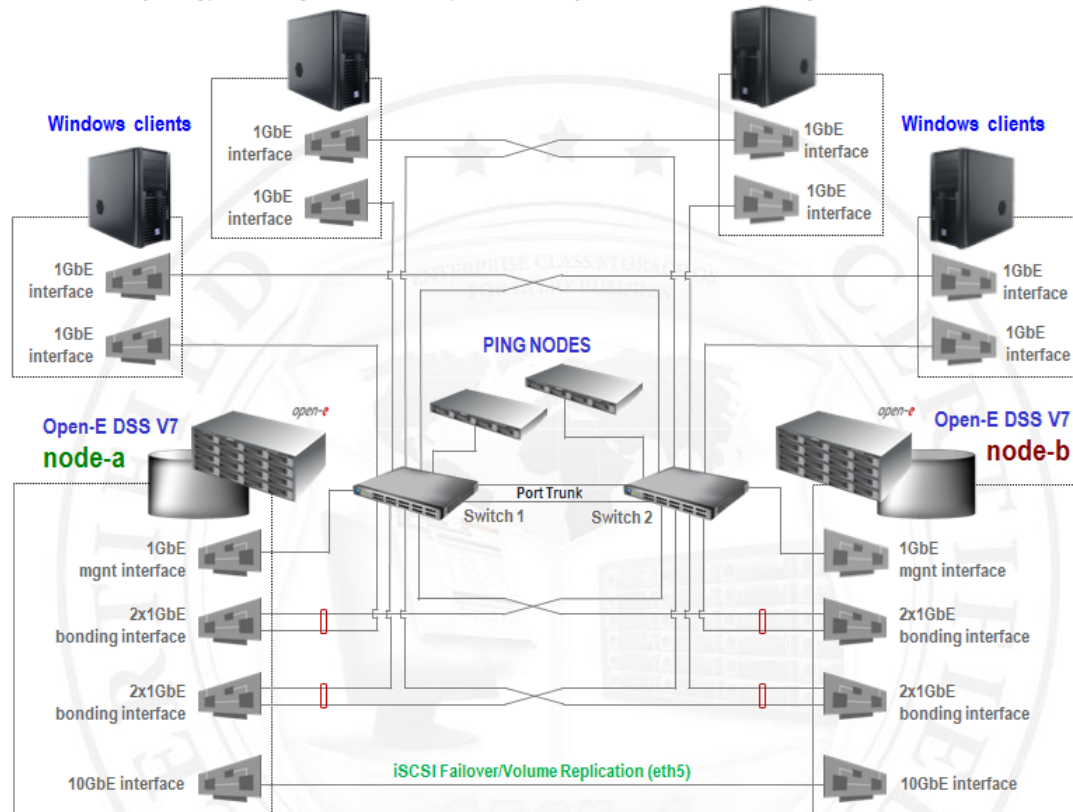 Windows clients
Windows clients
1GbE
interface
1GbE
interface
1GbE
interface
1GbE
interface
1GbE
interface
1GbE
interface
1GbE
interface
1GbE
interface
PING NODES
Open-E DSS V7
node-a
open-e
open-e
Open-E DSS V7
node-b
Port Trunk
Switch 1
Switch 2
1GbE
mgnt interface
1GbE
mgnt interface
2x1GbE
bonding interface
2x1GbE
bonding interface
2x1GbE
bonding interface
2x1GbE
bonding interface
10GbE interface
iSCSI Failover/Volume Replication (eth5)
10GbE interface